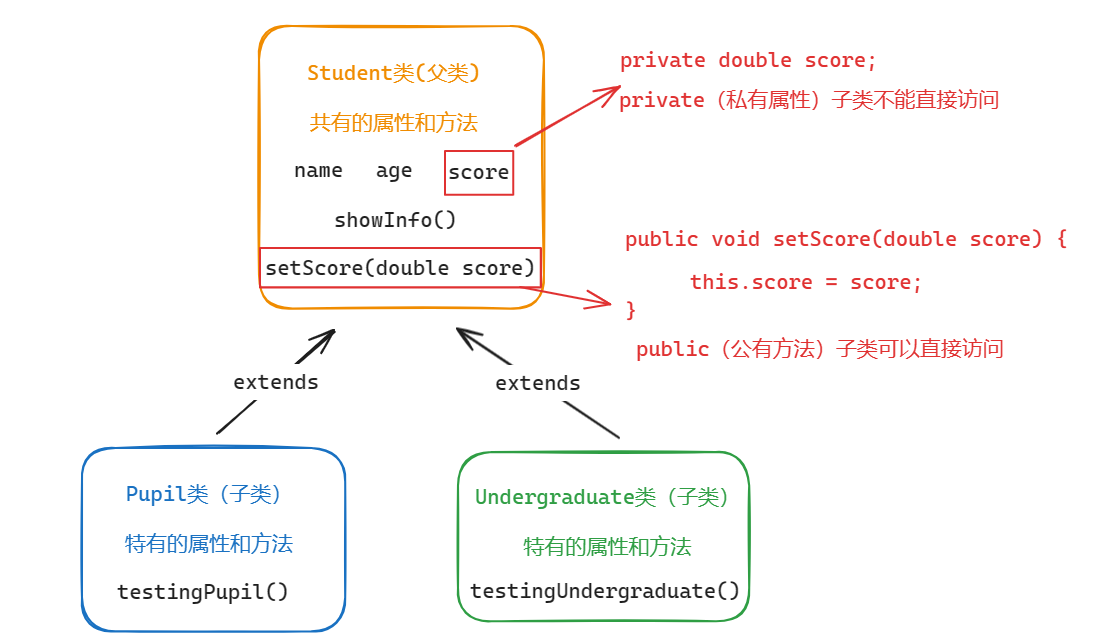 Student类(父类)
共有的属性和方法
name age score
showInfo()
setScore(double score)
private double score;
private（私有属性）子类不能直接访问
public void setScore(double score) {
this.score = score;
}
public（公有方法）子类可以直接访问
extends
extends
Pupil类（子类）
特有的属性和方法
testingPupil()
Undergraduate类（子类）
特有的属性和方法
testingUndergraduate()